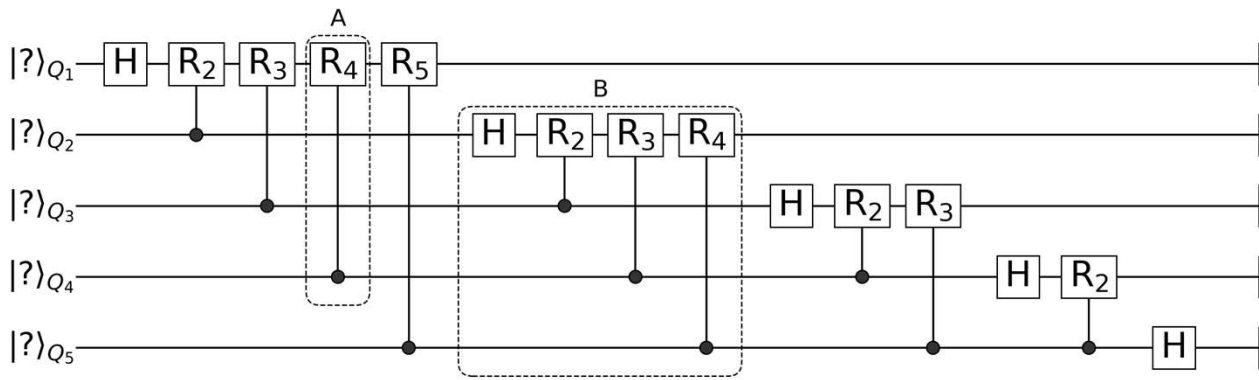 A
|?⟩Q₁ H R₂ R₃ R₄ R₅
B
|?⟩Q₂ H R₂ R₃ R₄
|?⟩Q₃ H R₂ R₃
|?⟩Q₄ H R₂
|?⟩Q₅ H